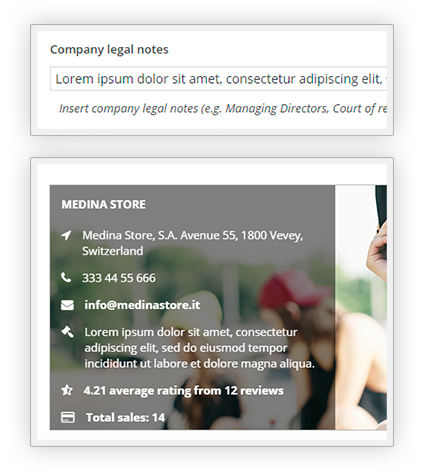 Company legal notes
Lorem ipsum dolor sit amet, consectetur adipiscing elit,
Insert company legal notes (e.g. Managing Directors, Court of re
MEDINA STORE
Medina Store, S.A. Avenue 55, 1800 Vevey,
Switzerland
333 44 55 666
info@medinastore.it
Lorem ipsum dolor sit amet, consectetur
adipiscing elit, sed do eiusmod tempor
incididunt ut labore et dolore magna aliqua.
4.21 average rating from 12 reviews
Total sales: 14